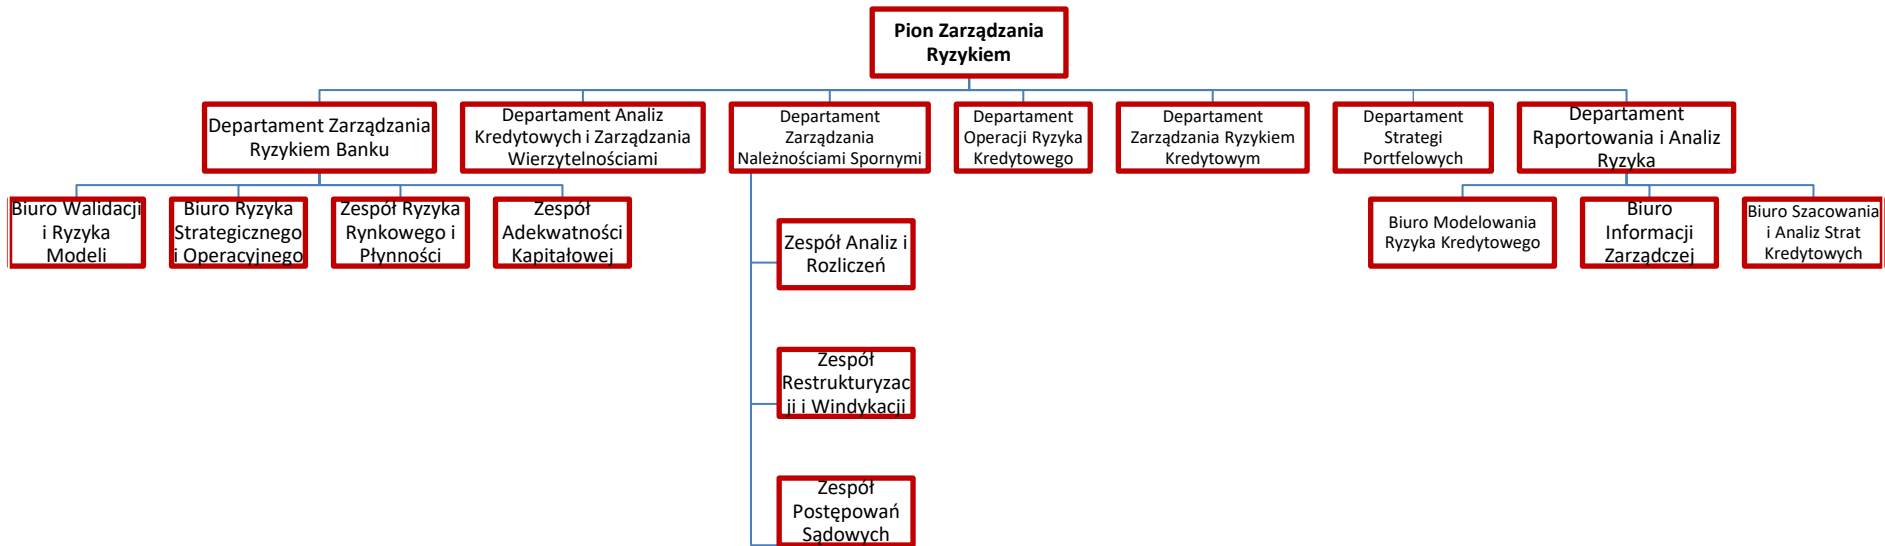 Pion Zarządzania
Ryzykiem
Departament Zarządzania
Ryzykiem Banku
Departament Analiz
Kredytowych i Zarządzania
Wierzytelnościami
Departament
Zarządzania
Należnościami Spornymi
Departament
Operacji Ryzyka
Kredytowego
Departament
Zarządzania Ryzykiem
Kredytowym
Departament
Strategi
Portfelowych
Departament
Raportowania i Analiz
Ryzyka
Biuro Walidacji
i Ryzyka
Modeli
Biuro Ryzyka
Strategicznego
i Operacyjnego
Zespół Ryzyka
Rynkowego i
Płynności
Zespół
Adekwatności
Kapitałowej
Zespół Analiz i
Rozliczeń
Zespół
Restrukturyzac
ji i Windykacji
Zespół
Postępowań
Sądowych
Biuro Modelowania
Ryzyka Kredytowego
Biuro
Informacji
Zarządczej
Biuro Szacowania
i Analiz Strat
Kredytowych